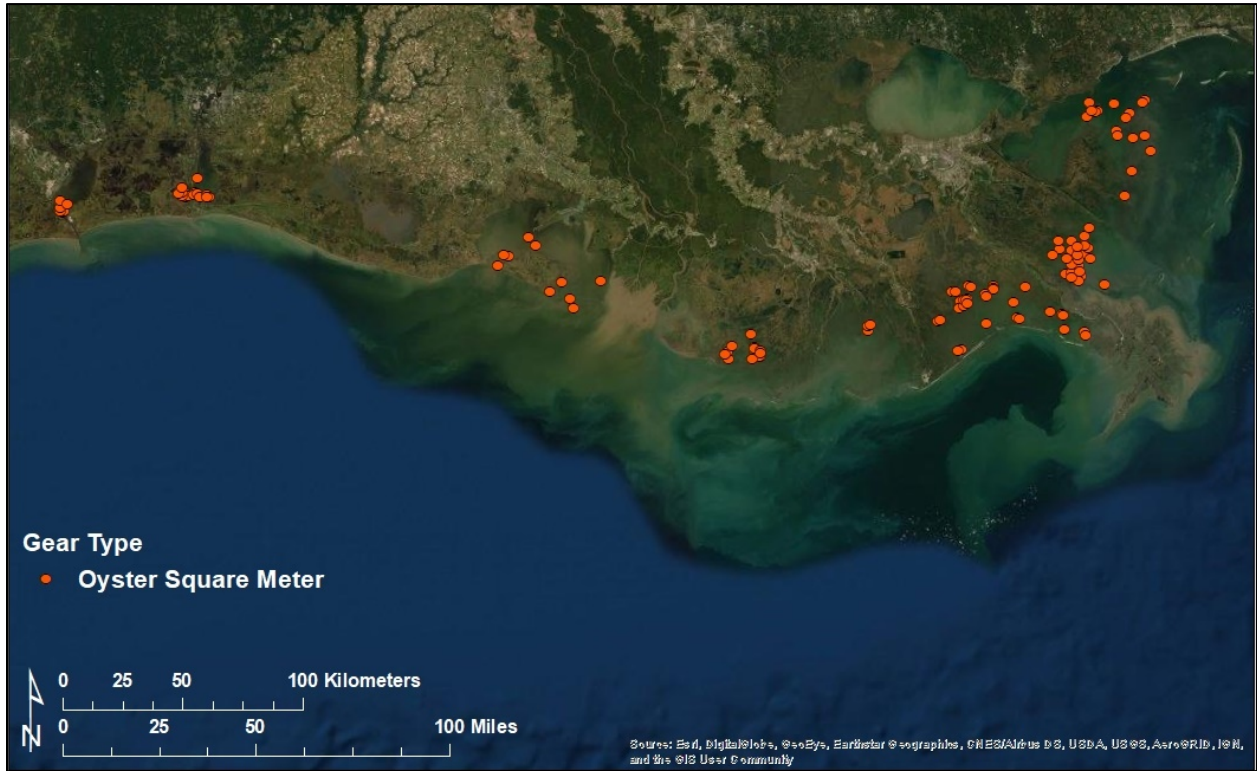 Gear Type
Oyster Square Meter
0 25 50 100 Kilometers
0 25 50 100 Miles
N
Source: Esri, DigitalGlobe, GeoEye, Earthstar Geographics, CNES/Airbus DS, USDA, USGS, AeroGRID, IGN,
and the GIS User Community